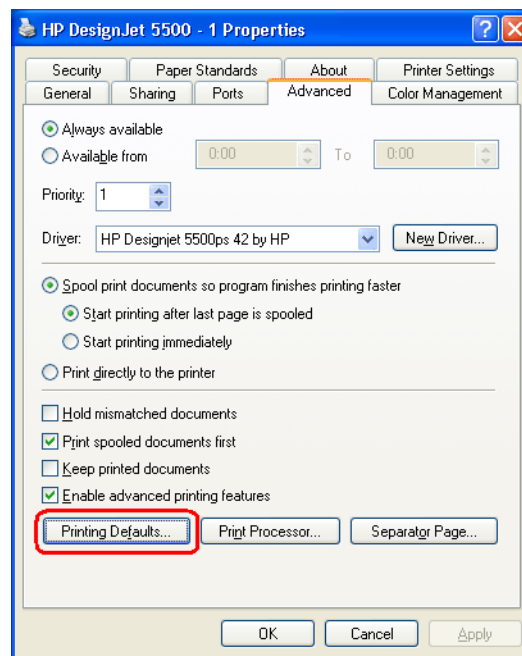 HP DesignJet 5500 - 1 Properties
Security Paper Standards About Printer Settings
General Sharing Ports Advanced Color Management
Always available
Available from 0:00 To 0:00
Priority: 1
Driver: HP Designjet 5500ps 42 by HP New Driver...
Spool print documents so program finishes printing faster
Start printing after last page is spooled
Start printing immediately
Print directly to the printer
Hold mismatched documents
Print spooled documents first
Keep printed documents
Enable advanced printing features
Printing Defaults... Print Processor... Separator Page...
OK Cancel Apply